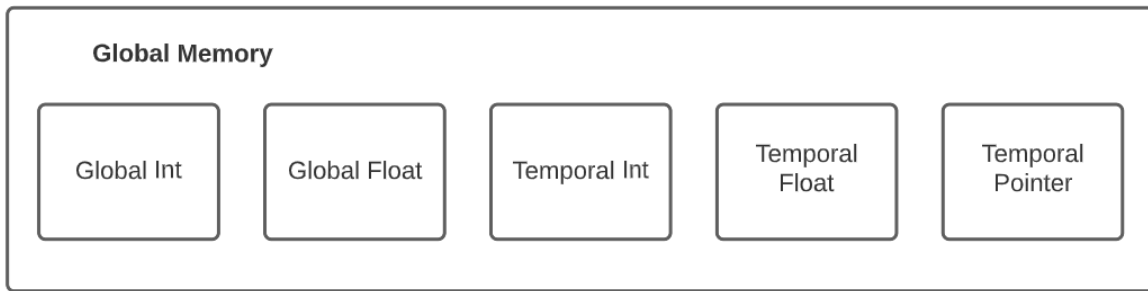 Global Memory
Global Int
Global Float
Temporal Int
Temporal
Float
Temporal
Pointer